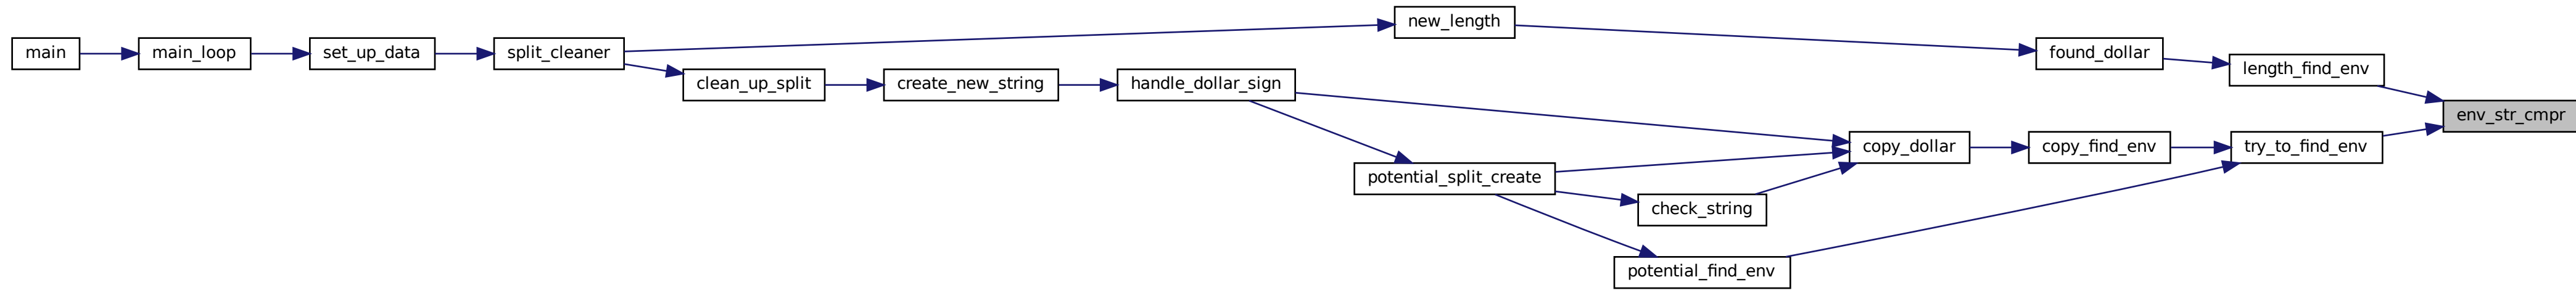 main
main_loop
set_up_data
split_cleaner
new_length
found_dollar
length_find_env
clean_up_split
create_new_string
handle_dollar_sign
env_str_cmpr
copy_dollar
copy_find_env
try_to_find_env
potential_split_create
check_string
potential_find_env